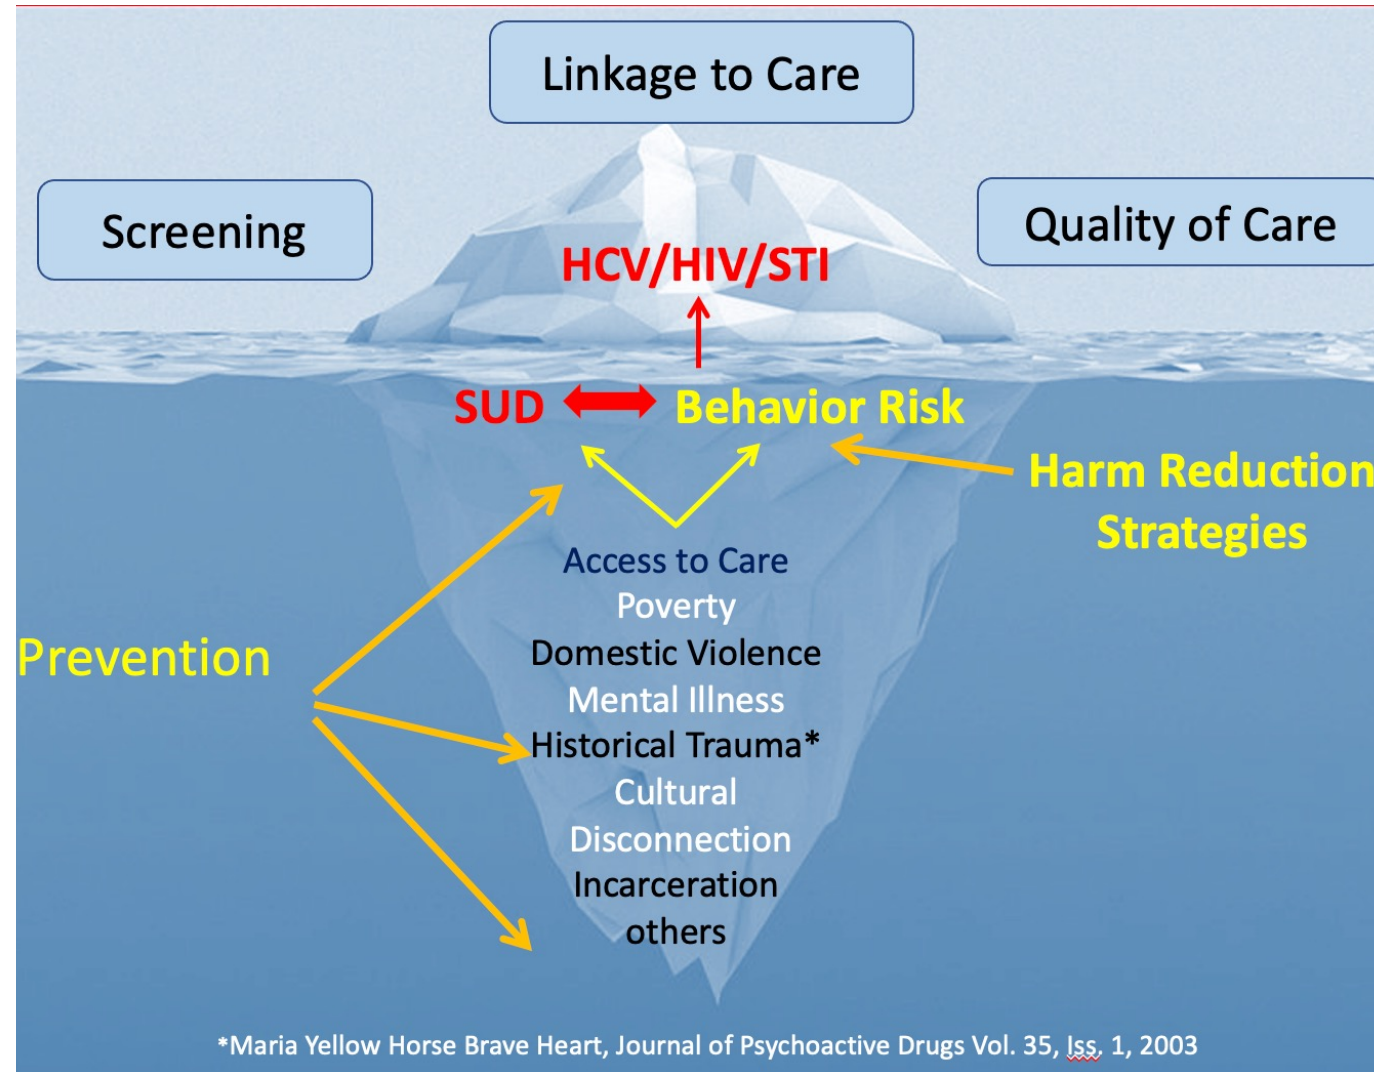 Linkage to Care
Screening
Quality of Care
HCV/HIV/STI
SUD
Behavior Risk
Harm Reduction
Strategies
Access to Care
Poverty
Prevention
Domestic Violence
Mental Illness
Historical Trauma*
Cultural
Disconnection
Incarceration
others
*Maria Yellow Horse Brave Heart, Journal of Psychoactive Drugs Vol. 35, Iss. 1, 2003